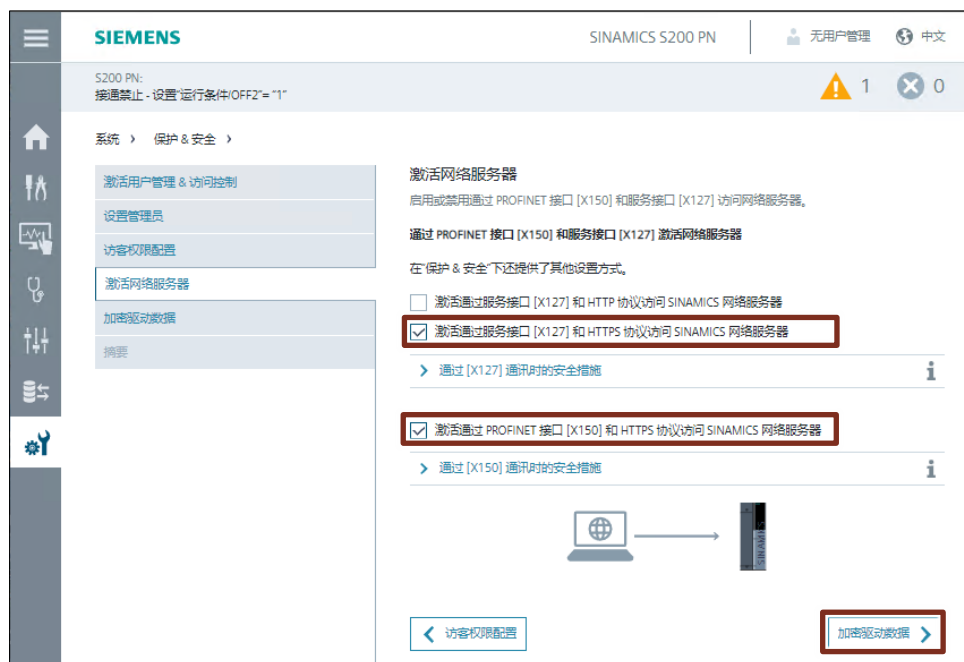 SIEMENS
SINAMICS S200 PN
无用户管理
中文
S200 PN:
接通禁止 - 设置"运行条件/OFF2"= "1"
1
0
系统 > 保护 & 安全 >
激活用户管理 & 访问控制
设置管理员
访客权限配置
激活网络服务器
加密驱动数据
摘要
激活网络服务器
启用或禁用通过 PROFINET 接口 [X150] 和服务接口 [X127] 访问网络服务器。
通过 PROFINET 接口 [X150] 和服务接口 [X127] 激活网络服务器
在"保护 & 安全"下还提供了其他设置方式。
激活通过服务接口 [X127] 和 HTTP 协议访问 SINAMICS 网络服务器
激活通过服务接口 [X127] 和 HTTPS 协议访问 SINAMICS 网络服务器
通过 [X127] 通讯时的安全措施
激活通过 PROFINET 接口 [X150] 和 HTTPS 协议访问 SINAMICS 网络服务器
通过 [X150] 通讯时的安全措施
SINAMICS
访客权限配置
加密驱动数据